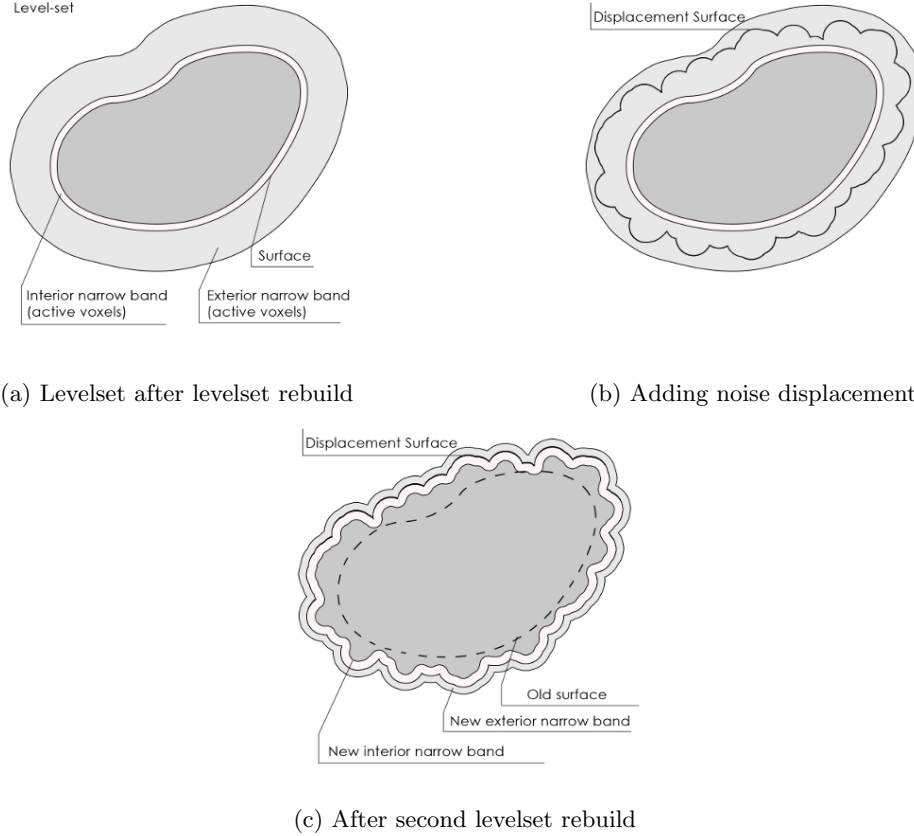 Level-set
Displacement Surface
Surface
Interior narrow band
(active voxels)
Exterior narrow band
(active voxels)
(a) Levelset after levelset rebuild
(b) Adding noise displacement
Displacement Surface
Old surface
New exterior narrow band
New interior narrow band
(c) After second levelset rebuild